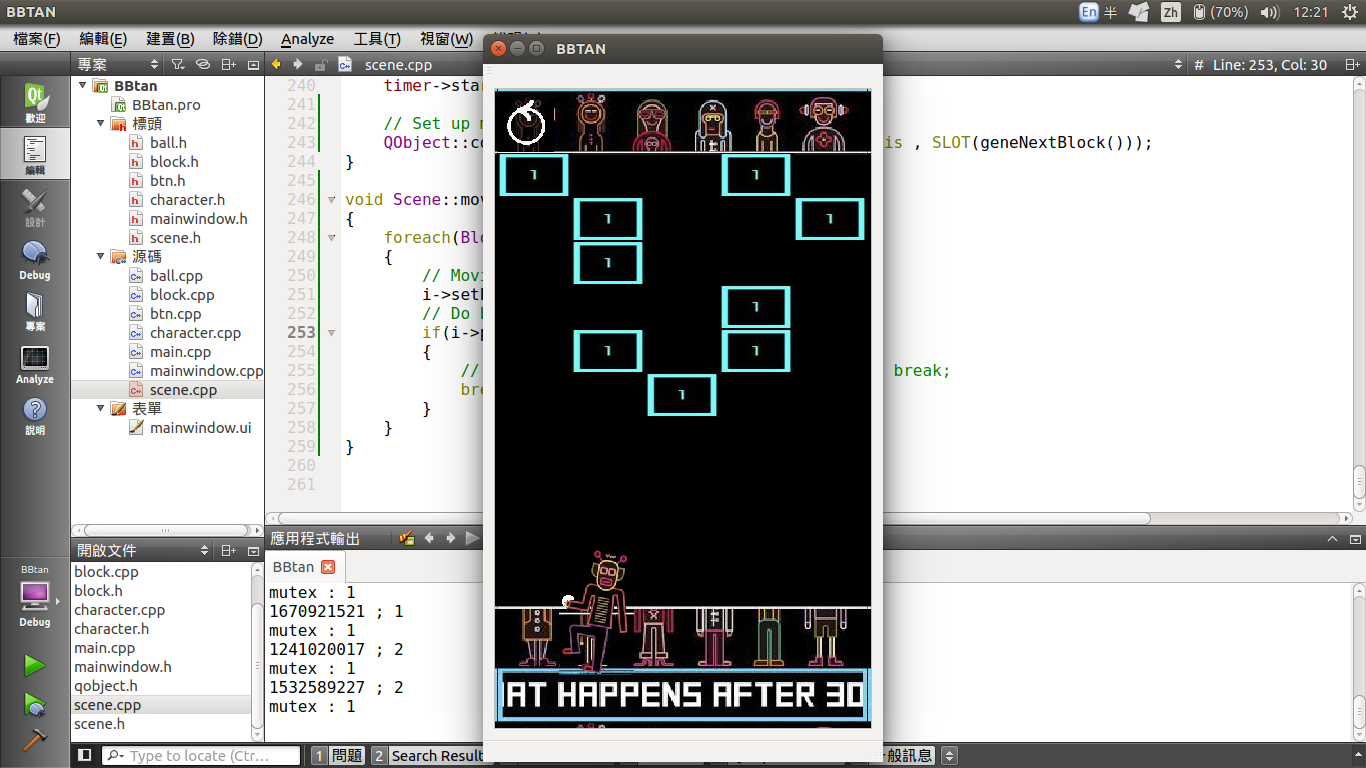 BBTAN
En 半 Zh (70%) 12:21
檔案(F) 編輯(E) 建置(B) 除錯(D) Analyze 工具(T) 視窗(W)
BBTAN
專案
scene.cpp
# Line: 253, Col: 30
歡迎
編輯
設計
Debug
專案
Analyze
說明
BBtan
Debug
BBtan
BBtan.pro
標頭
ball.h
block.h
btn.h
character.h
mainwindow.h
scene.h
源碼
ball.cpp
block.cpp
btn.cpp
character.cpp
main.cpp
mainwindow.cpp
scene.cpp
表單
mainwindow.ui
240 timer->star
241
242 // Set up m
243 QObject::co is , SLOT(geneNextBlock()));
244 }
245
246 void Scene::mov
247 {
248 foreach(Blo
249 {
250 // Movi
251 i->set
252 // Do b
253 if(i->p
254 {
255 // break;
256 bre
257 }
258 }
259 }
260
261
1 1
1 1
1
1
1 1
1
AT HAPPENS AFTER 30
開啟文件
block.cpp
block.h
character.cpp
character.h
main.cpp
mainwindow.h
qobject.h
scene.cpp
scene.h
應用程式輸出
BBtan
mutex : 1
1670921521 ; 1
mutex : 1
1241020017 ; 2
mutex : 1
1532589227 ; 2
mutex : 1
Type to locate (Ctr...
1 問題 2 Search Result 般訊息